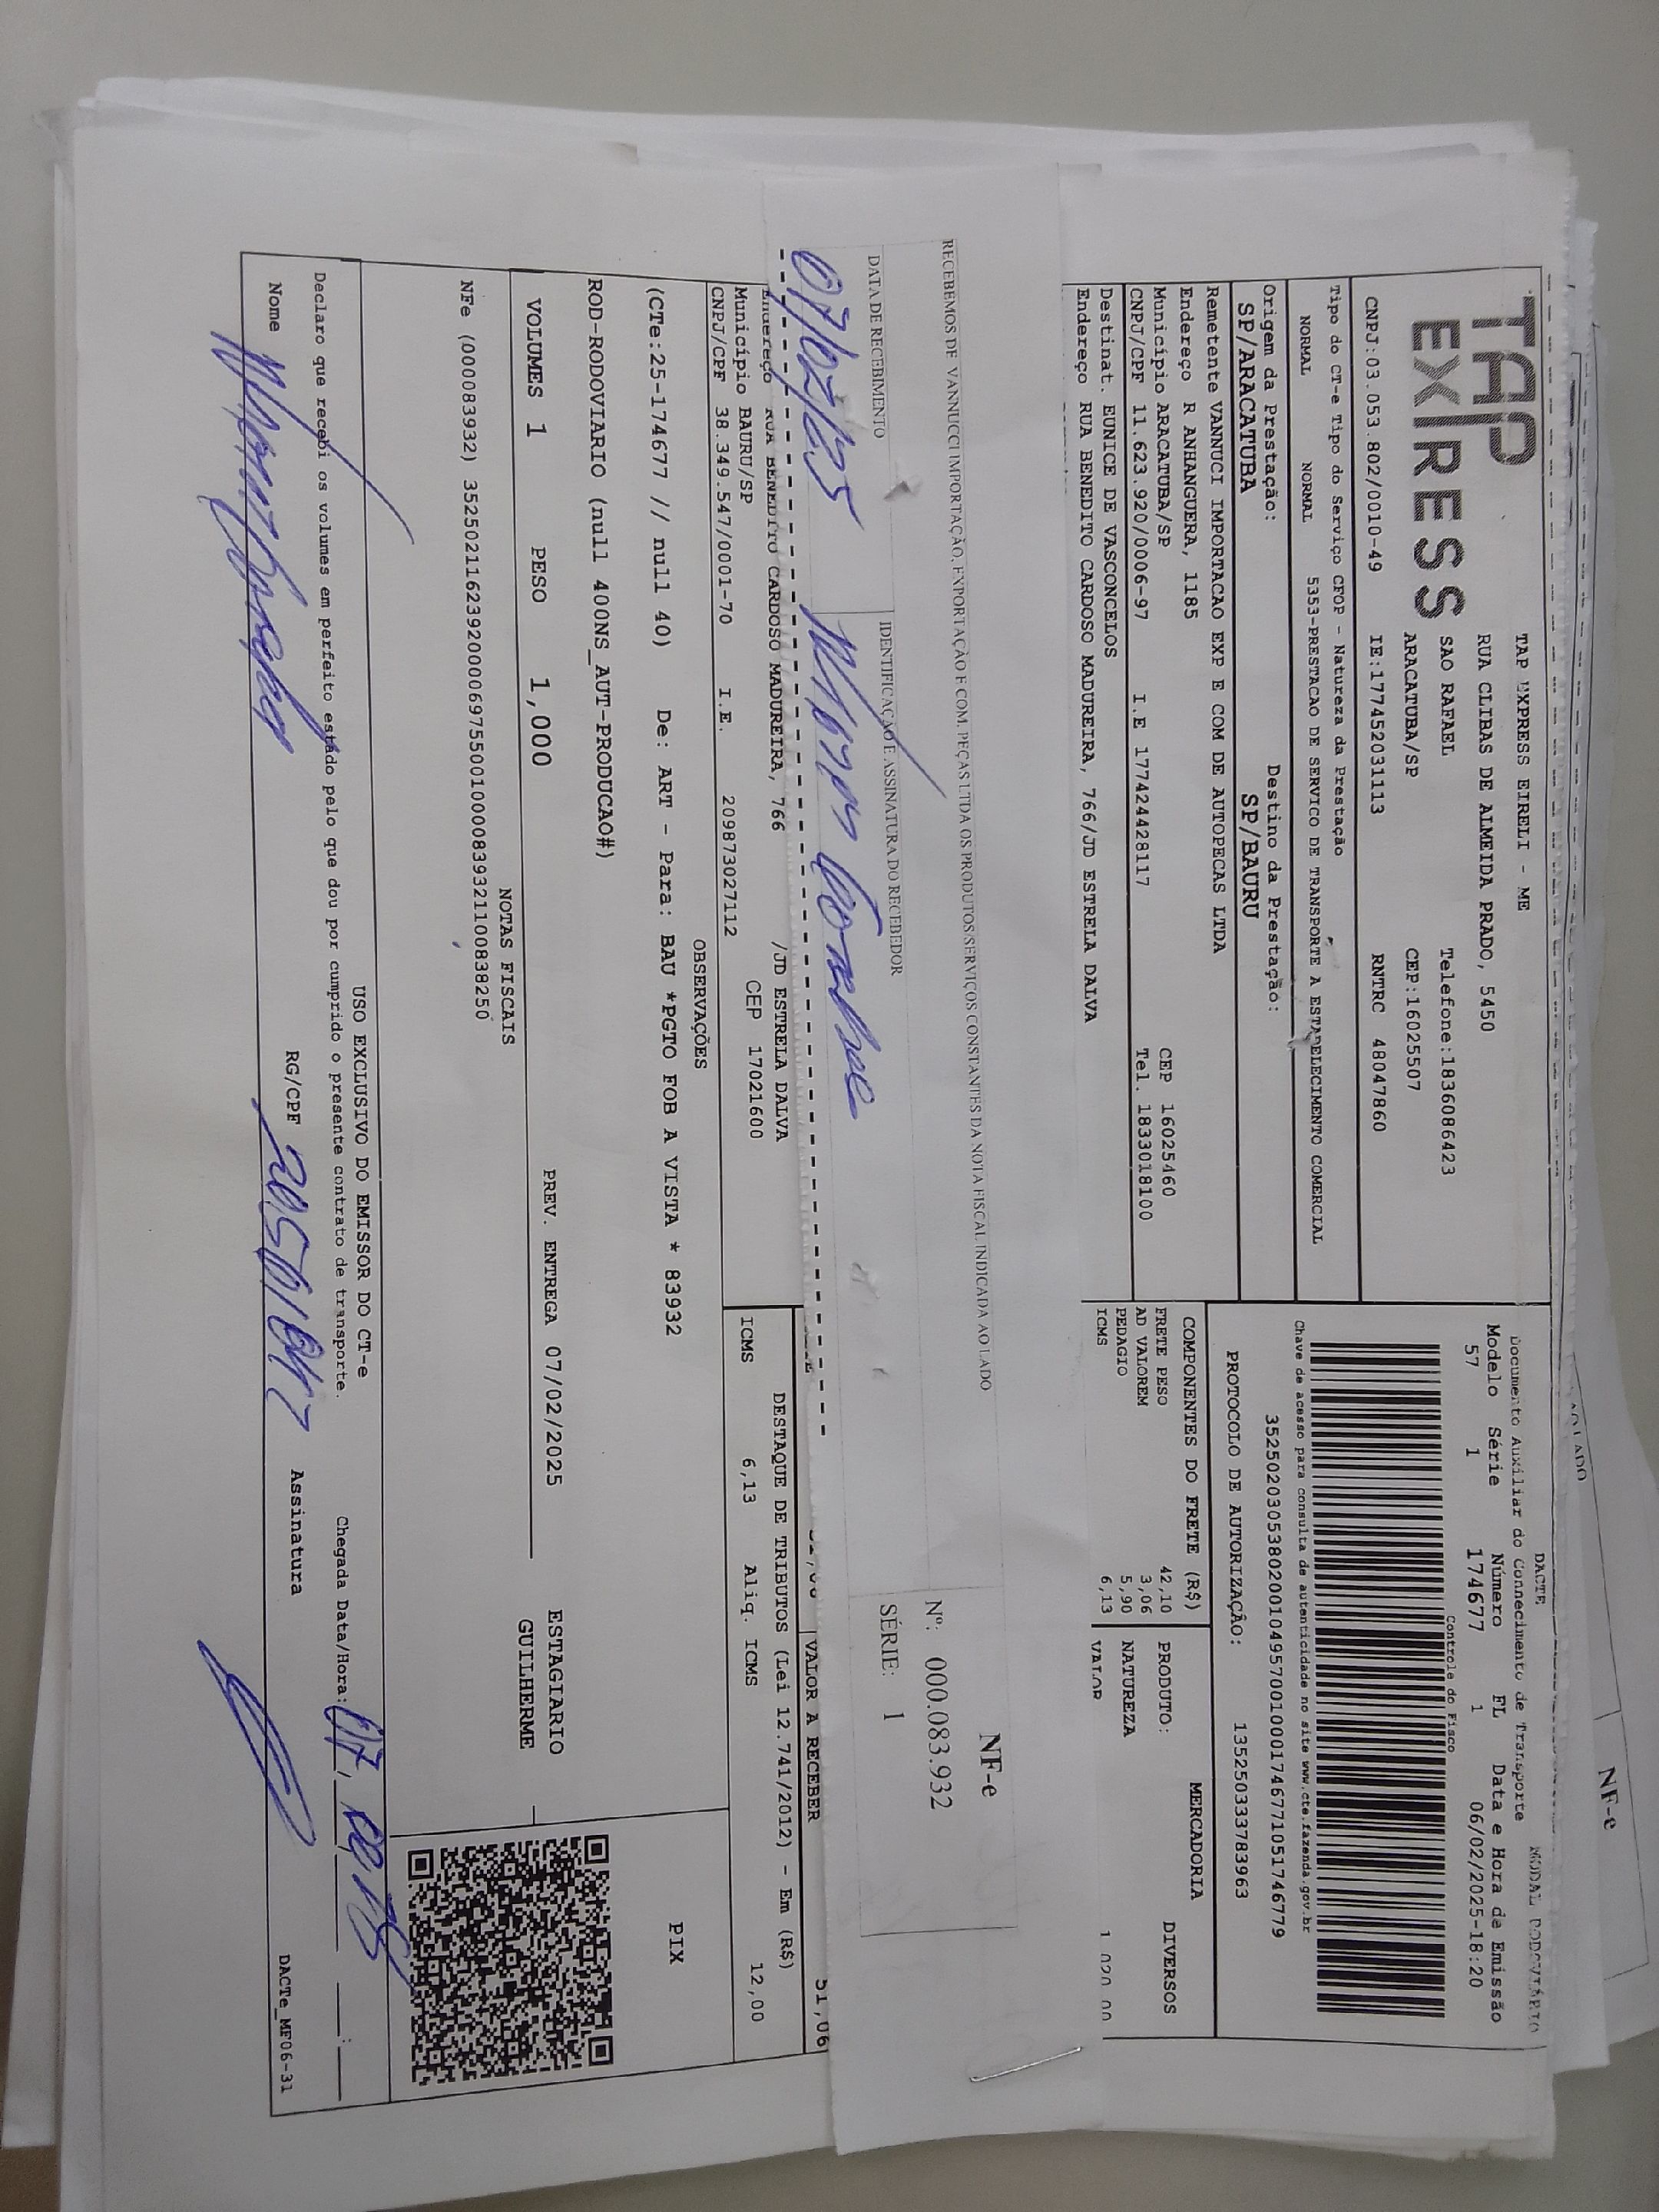 DACTE
MODAL RODOVIÁRIO
TAP EXPRESS
TAP EXPRESS EIRELI - ME
RUA CLIBAS DE ALMEIDA PRADO, 5450
SAO RAFAEL Telefone:1836086423
ARACATUBA/SP CEP:16025507
CNPJ:03.053.802/0010-49 IE:177452031113 RNTRC 48047860
Documento Auxiliar do Conhecimento de Transporte
Modelo Série Número FL Data e Hora da Emissão
57 1 174677 1 06/02/2025-18:20
Controle do Fisco
Tipo do CT-e Tipo do Serviço CFOP - Natureza da Prestação
NORMAL NORMAL 5353-PRESTACAO DE SERVICO DE TRANSPORTE A ESTABELECIMENTO COMERCIAL
Chave de acesso para consulta de autenticidade no site www.cte.fazenda.gov.br
35250203053802001049570010001746771051746779
Origem da Prestação: Destino da Prestação:
SP/ARACATUBA SP/BAURU
PROTOCOLO DE AUTORIZAÇÃO: 135250333783963
Remetente VANNUCI IMPORTACAO EXP E COM DE AUTOPECAS LTDA
Endereço R ANHANGUERA, 1185
Município ARACATUBA/SP CEP 16025460
CNPJ/CPF 11.623.920/0006-97 I.E 177424428117 Tel. 1833018100
Destinat. EUNICE DE VASCONCELOS
Endereço RUA BENEDITO CARDOSO MADUREIRA, 766/JD ESTRELA DALVA
COMPONENTES DO FRETE (R$)
FRETE PESO 42,10
AD VALOREM 3,06
PEDAGIO 5,90
ICMS 6,13
MERCADORIA
PRODUTO: DIVERSOS
NATUREZA
VALOR 1 020 00
RECEBEMOS DE VANNUCCI IMPORTAÇÃO, EXPORTAÇÃO E COM. PEÇAS LTDA OS PRODUTOS/SERVIÇOS CONSTANTES DA NOTA FISCAL INDICADA AO LADO
NF-e
Nº: 000.083.932
SÉRIE: 1
DATA DE RECEBIMENTO
IDENTIFICAÇÃO E ASSINATURA DO RECEBEDOR
07/02/25
Endereço RUA BENEDITO CARDOSO MADUREIRA, 766 /JD ESTRELA DALVA
Município BAURU/SP CEP 17021600
CNPJ/CPF 38.349.547/0001-70 I.E. 209873027112
VALOR A RECEBER 51,06
DESTAQUE DE TRIBUTOS (Lei 12.741/2012) - Em (R$)
ICMS 6,13 Aliq. ICMS 12,00
OBSERVAÇÕES
(CTe:25-174677 // null 40) De: ART - Para: BAU *PGTO FOB A VISTA * 83932
PIX
ROD-RODOVIARIO (null 400NS_AUT-PRODUCAO#)
VOLUMES 1 PESO 1,000 PREV. ENTREGA 07/02/2025
ESTAGIARIO
GUILHERME
NOTAS FISCAIS
NFe (000083932) 35250211623920000697550010000839321100838250
USO EXCLUSIVO DO EMISSOR DO CT-e
Declaro que recebi os volumes em perfeito estado pelo que dou por cumprido o presente contrato de transporte.
Chegada Data/Hora:
Nome RG/CPF Assinatura
DACTe_MF06-31
NF-e
AO LADO